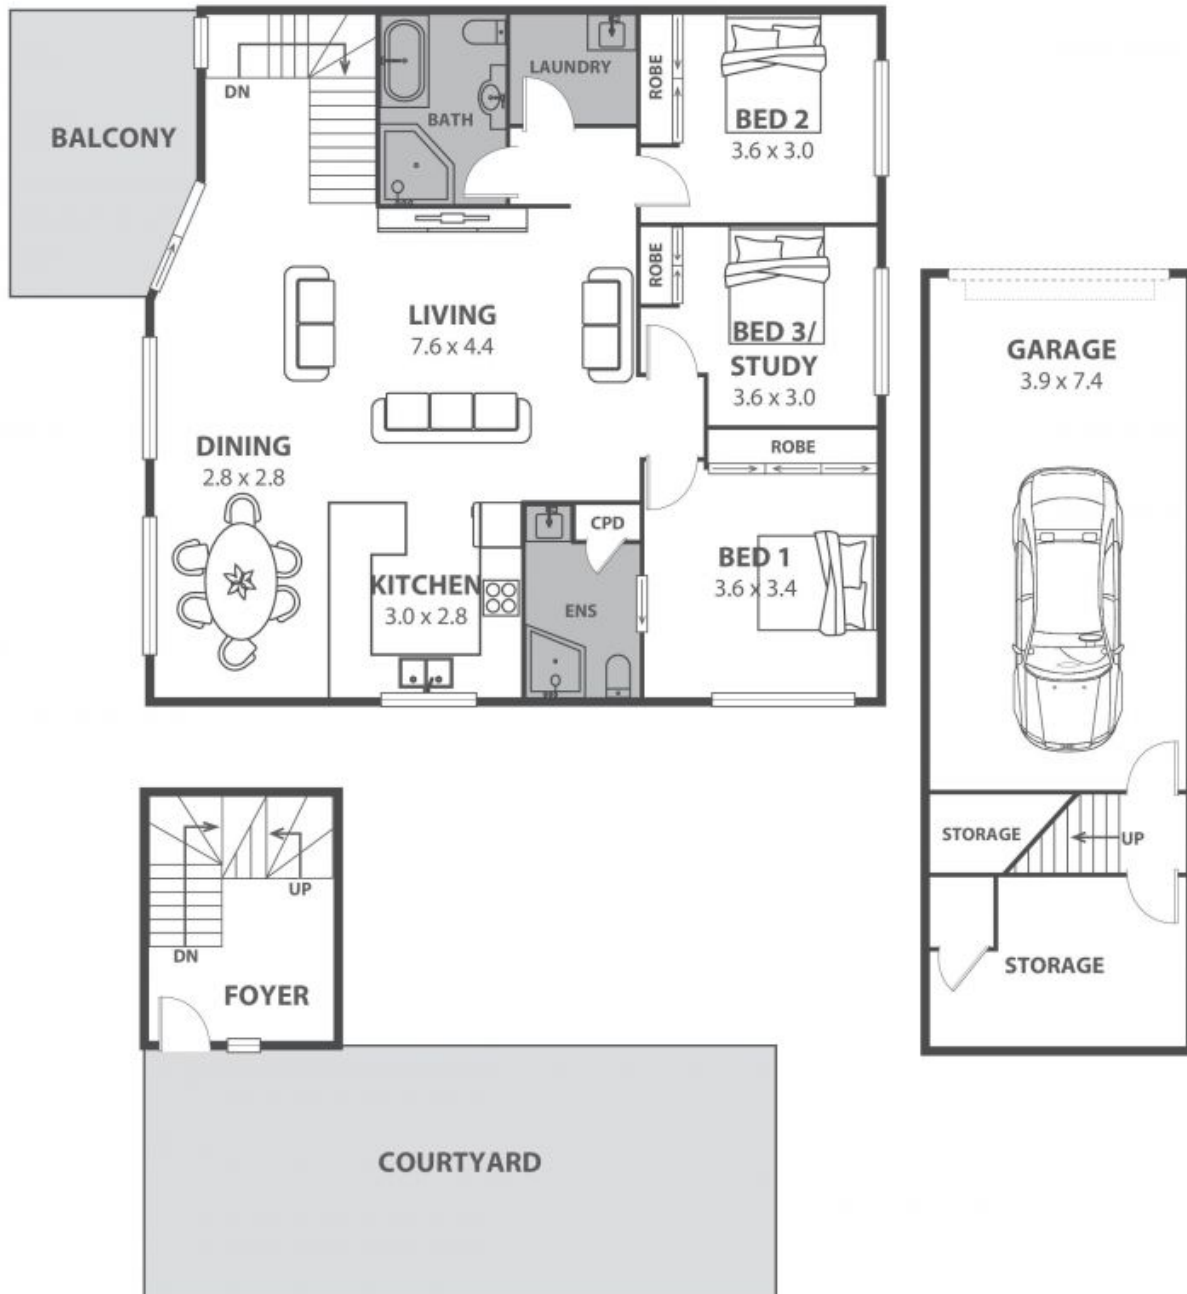 BALCONY
DN
BATH
LAUNDRY
ROBE
BED 2
3.6 x 3.0
LIVING
7.6 x 4.4
ROBE
BED 3/
STUDY
3.6 x 3.0
DINING
2.8 x 2.8
ROBE
KITCHEN
3.0 x 2.8
CPD
ENS
BED 1
3.6 x 3.4
GARAGE
3.9 x 7.4
STORAGE
UP
STORAGE
UP
DN
FOYER
COURTYARD